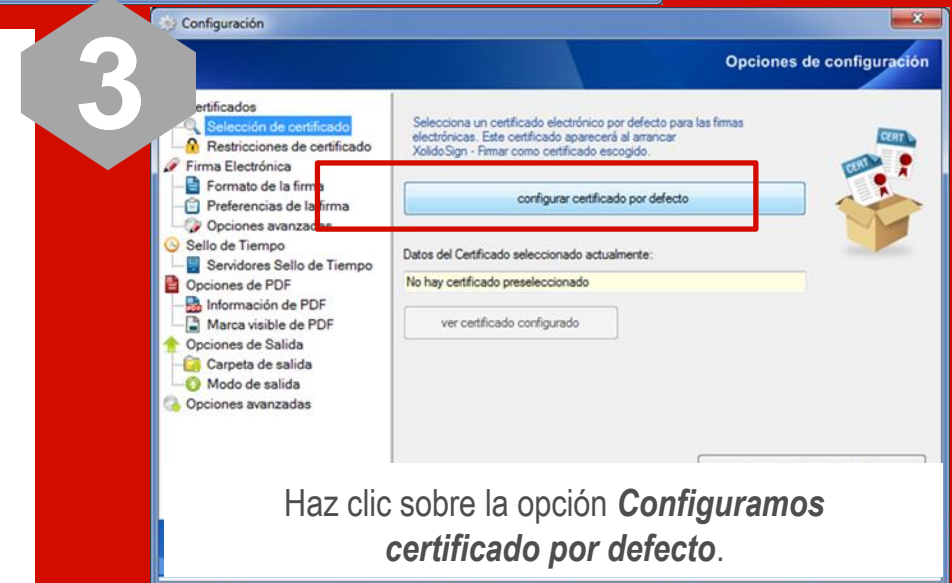 3
Configuración
Opciones de configuración
ertificados
Selección de certificado
Restricciones de certificado
Firma Electrónica
Formato de la firma
Preferencias de la firma
Opciones avanzadas
Sello de Tiempo
Servidores Sello de Tiempo
Opciones de PDF
Información de PDF
Marca visible de PDF
Opciones de Salida
Carpeta de salida
Modo de salida
Opciones avanzadas
Selecciona un certificado electrónico por defecto para las firmas
electrónicas. Este certificado aparecerá al arrancar
XolidoSign - Firmar como certificado escogido.
CERT
CERT
configurar certificado por defecto
Datos del Certificado seleccionado actualmente:
No hay certificado preseleccionado
ver certificado configurado
Haz clic sobre la opción Configuramos
certificado por defecto.